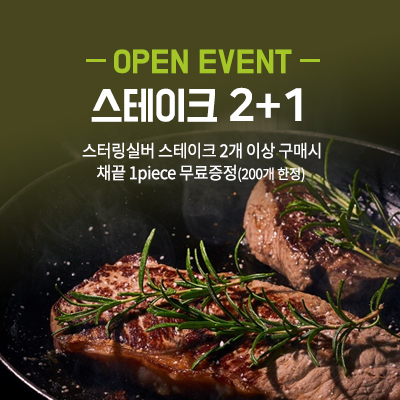 – OPEN EVENT –
스테이크 2+1
스터링실버 스테이크 2개 이상 구매시
채끝 1piece 무료증정(200개 한정)